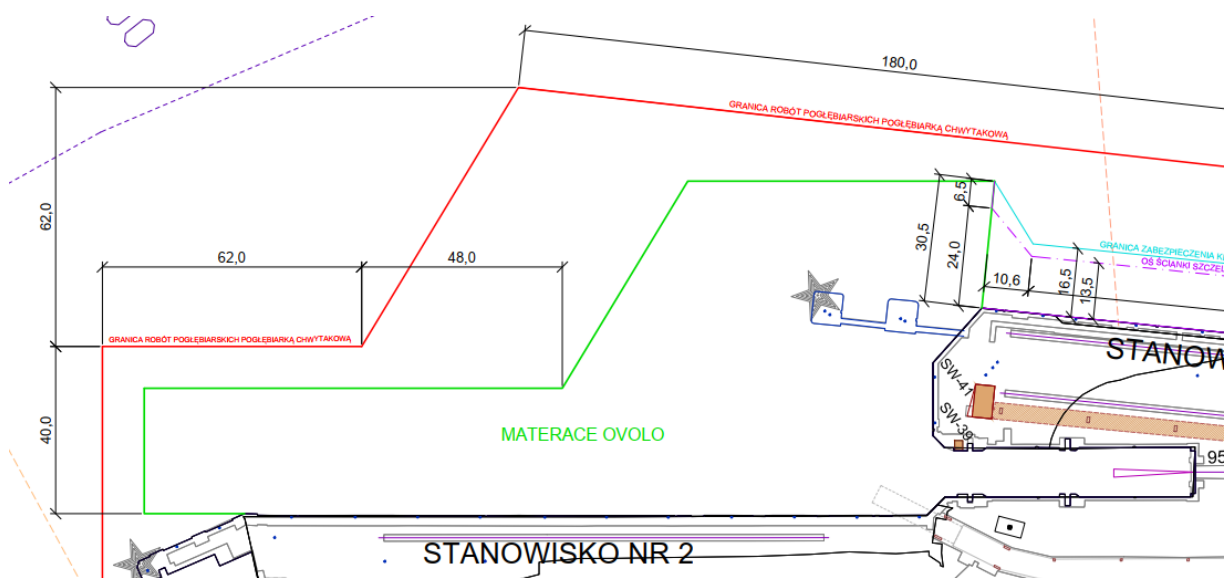 180,0
GRANICA ROBÓT POGŁĘBIARSKICH POGŁĘBIARKĄ CHWYTAKOWĄ
62,0
6,5
30,5
24,0
62,0
48,0
10,6
16,5
13,5
GRANICA ZABEZPIECZENIA
OŚ ŚCIANKI
GRANICA ROBÓT POGŁĘBIARSKICH POGŁĘBIARKĄ CHWYTAKOWĄ
SW-41
SW-39
40,0
MATERACE OVOLO
95
STANOWISKO NR 2